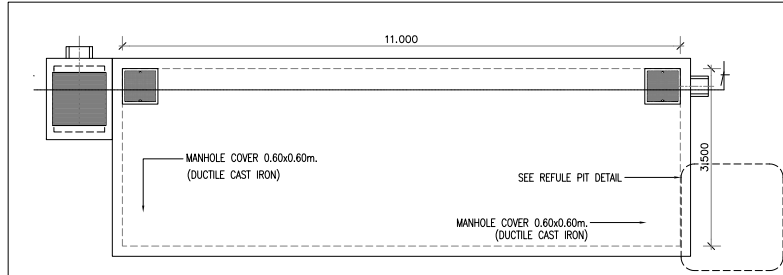 11.000
MANHOLE COVER 0.60x0.60m.
(DUCTILE CAST IRON)
SEE REFULE PIT DETAIL
3.500
MANHOLE COVER 0.60x0.60m.
(DUCTILE CAST IRON)